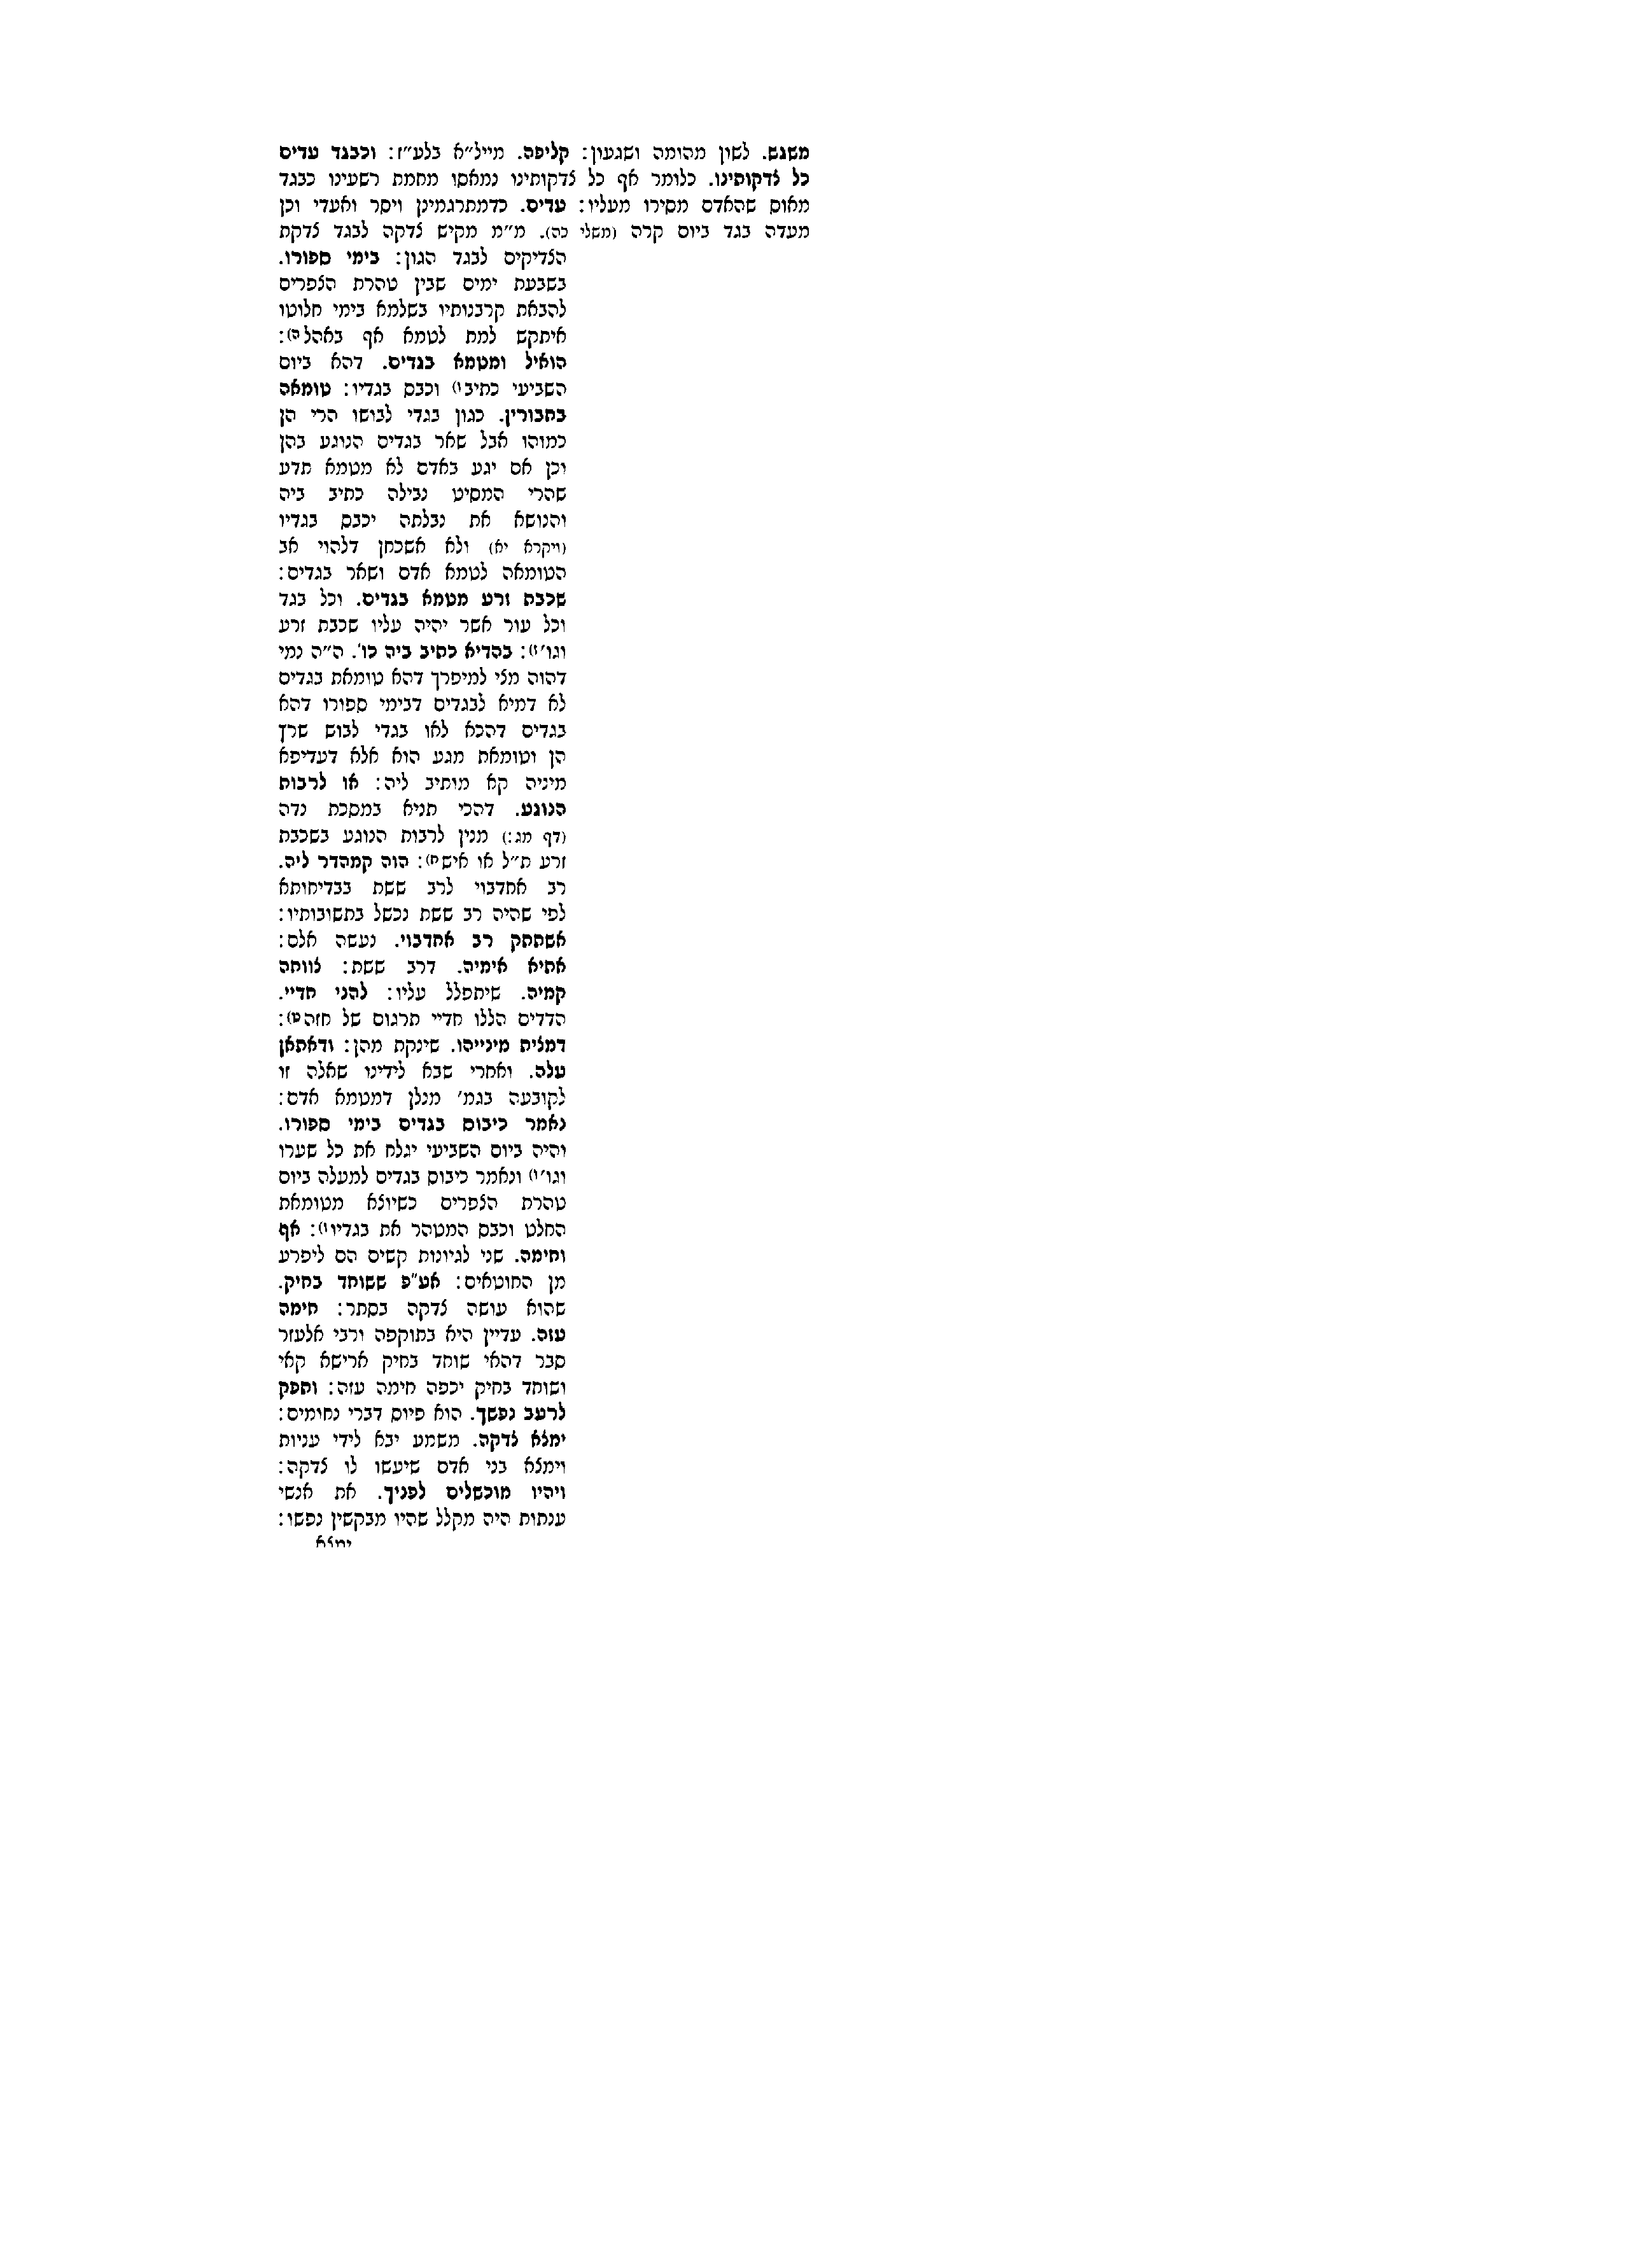 משגש. לשון מהומה ושגעון: קליפה. מייל״א בלע״ז: וכבגד עדים
כל צדקותינו. כלומר אף כל צדקותינו נמאסו מחמת רשעינו כבגד
מאוס שהאדם מסירו מעליו: עדים. כדמתרגמינן ויסר ואעדי וכן
מעדה בגד ביום קרה (משלי כה). מ״מ מקיש צדקה לבגד צדקת
הצדיקים לבגד הגון: בימי ספורו.
בשבעת ימים שבין טהרת הצפרים
להבאת קרבנותיו בשלמא בימי חלוטו
איתקש למת לטמא אף באהל ה):
הואיל ומטמא בגדים. דהא ביום
השביעי כתיב ו) וכבס בגדיו: טומאה
בחבורין. כגון בגדי לבושו הרי הן
כמוהו אבל שאר בגדים הנוגע בהן
וכן אם יגע באדם לא מטמא תדע
שהרי המסיט נבילה כתיב ביה
והנושא את נבלתה יכבס בגדיו
(ויקרא יא) ולא אשכחן דלהוי אב
הטומאה לטמא אדם ושאר בגדים:
שכבת זרע מטמא בגדים. וכל בגד
וכל עור אשר יהיה עליו שכבת זרע
וגו׳ ז): בהדיא כתיב ביה כו׳. ה״ה נמי
דהוה מצי למיפרך דהא טומאת בגדים
לא דמיא לבגדים דבימי ספורו דהא
בגדים דהכא לאו בגדי לבוש שרץ
הן וטומאת מגע הוא אלא דעדיפא
מיניה קא מותיב ליה: או לרבות
הנוגע. דהכי תניא במסכת נדה
(דף מג:) מנין לרבות הנוגע בשכבת
זרע ת״ל או איש ח): הוה קמהדר ליה.
רב אחדבוי לרב ששת בבדיחותא
לפי שהיה רב ששת נכשל בתשובותיו:
אשתתק רב אחדבוי. נעשה אלם:
אתיא אימיה. דרב ששת: צווחה
קמיה. שיתפלל עליו: להני חדיי.
הדדים הללו חדיי תרגום של חזה ט):
דמצית מינייהו. שינקת מהן: ודאתאן
עלה. ואחרי שבא לידינו שאלה זו
לקובעה בגמ׳ מנלן דמטמא אדם:
נאמר כיבוס בגדים בימי ספורו.
והיה ביום השביעי יגלח את כל שערו
וגו׳ י) ונאמר כיבוס בגדים למעלה ביום
טהרת הצפרים כשיוצא מטומאת
החלט וכבס המטהר את בגדיו י): אף
וחימה. שני לגיונות קשים הם ליפרע
מן החוטאים: אע״פ ששוחד בחיק.
שהוא עושה צדקה בסתר: חימה
עזה. עדיין היא בתוקפה ורבי אלעזר
סבר דהאי שוחד בחיק ארישא קאי
ושוחד בחיק יכפה חימה עזה: ותפק
לרעב נפשך. הוא פיוס דברי נחומים:
ימצא צדקה. משמע יבא לידי עניות
וימצא בני אדם שיעשו לו צדקה:
ויהיו מוכשלים לפניך. את אנשי
ענתות היה מקלל שהיו מבקשין נפשו:
ימצא